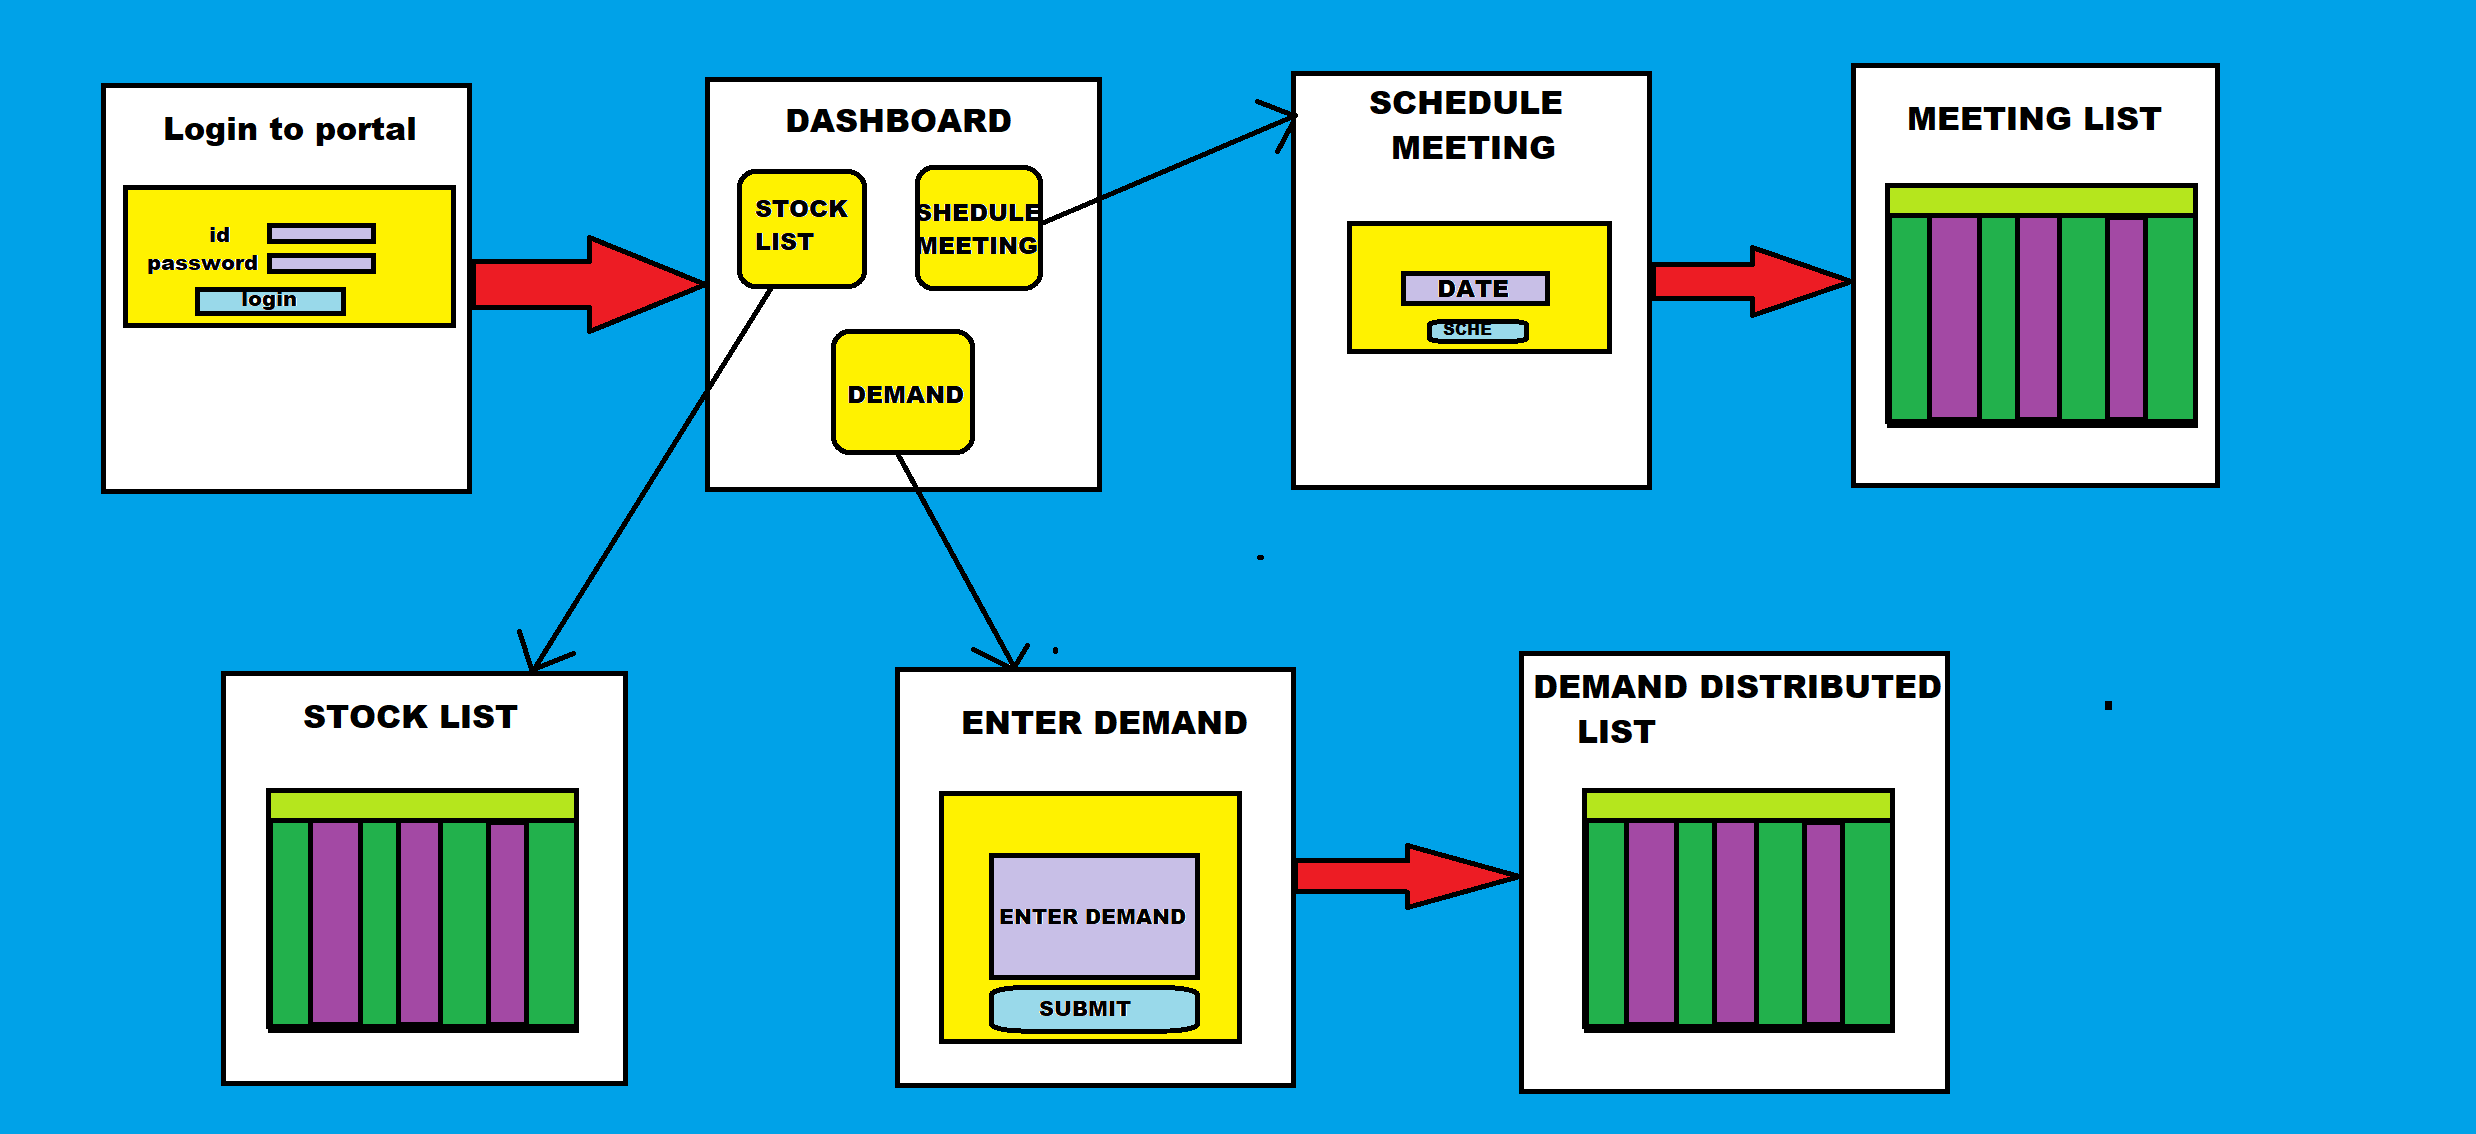 Login to portal
id
password
login
DASHBOARD
STOCK
LIST
SHEDULE
MEETING
DEMAND
SCHEDULE
MEETING
DATE
SCHE
MEETING LIST
STOCK LIST
ENTER DEMAND
ENTER DEMAND
SUBMIT
DEMAND DISTRIBUTED
LIST